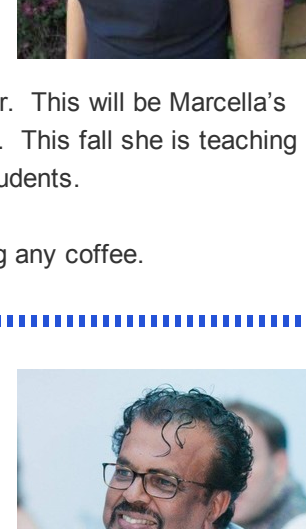 r. This will be Marcella’s
. This fall she is teaching
udents.
g any coffee.